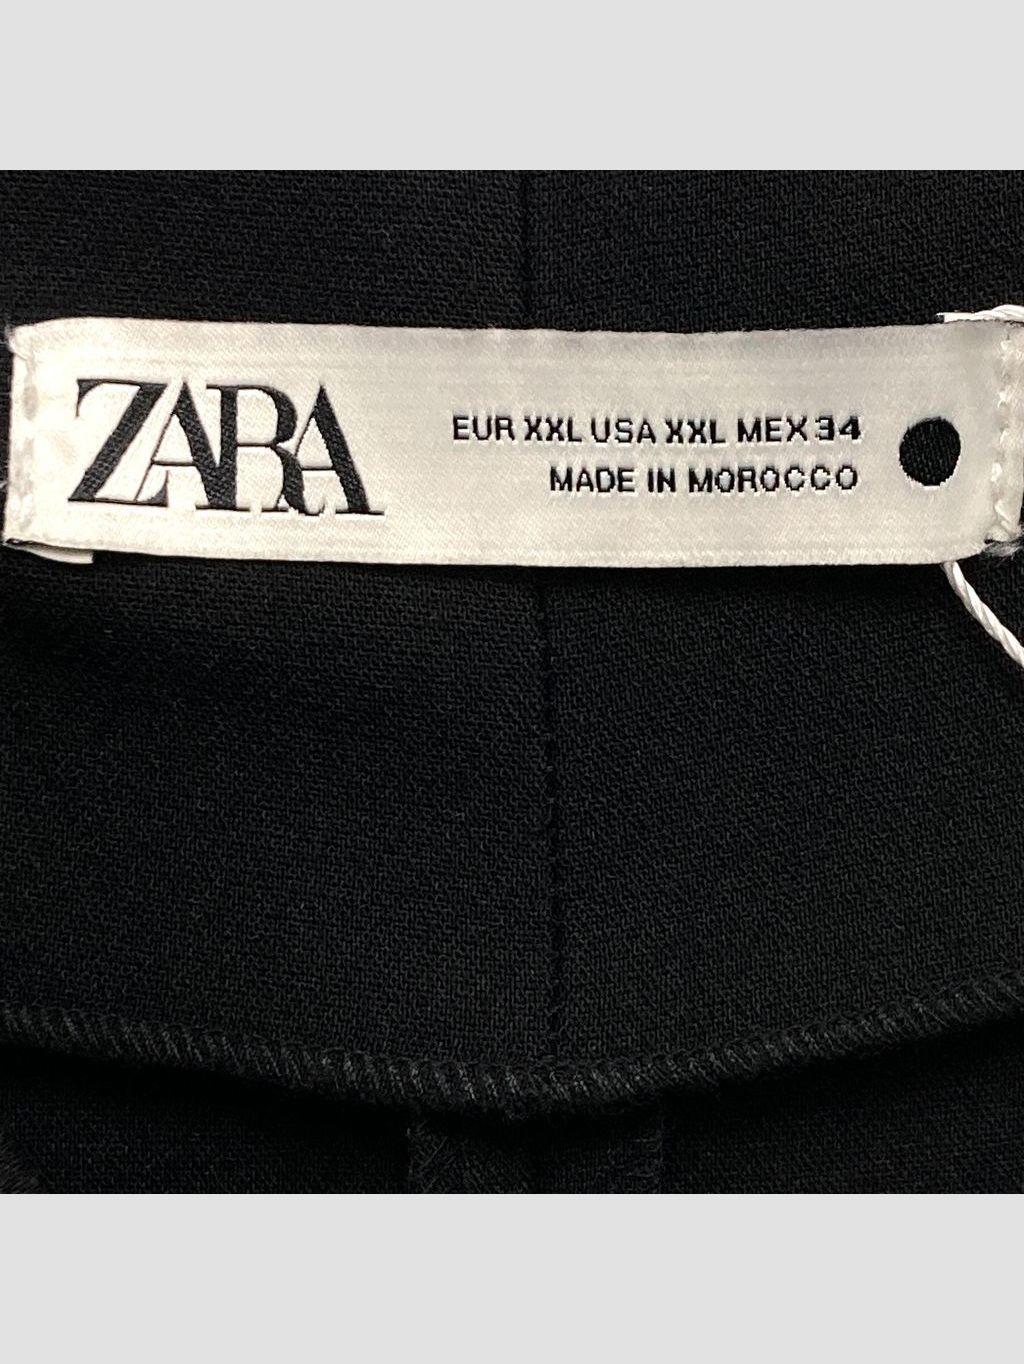 ZARA
EUR XXL USA XXL MEX 34
MADE IN MOROCCO